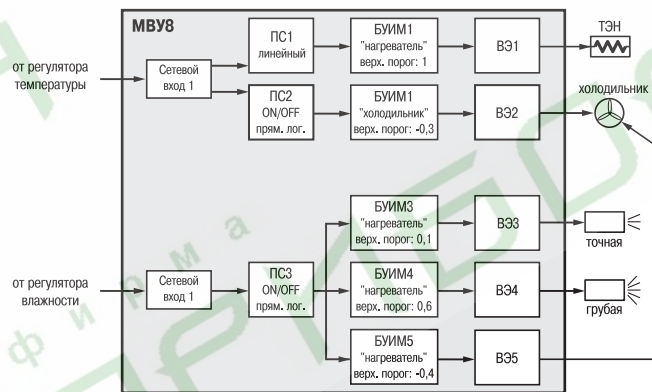 МВУ8
от регулятора
температуры
Сетевой
вход 1
ПС1
линейный
БУИМ1
"нагреватель"
верх. порог: 1
ВЭ1
ТЭН
ПС2
ON/OFF
прям. лог.
БУИМ1
"холодильник"
верх. порог: -0,3
ВЭ2
холодильник
БУИМ3
"нагреватель"
верх. порог: 0,1
ВЭ3
точная
от регулятора
влажности
Сетевой
вход 1
ПС3
ON/OFF
прям. лог.
БУИМ4
"нагреватель"
верх. порог: 0,6
ВЭ4
грубая
БУИМ5
"нагреватель"
верх. порог: -0,4
ВЭ5
фирма